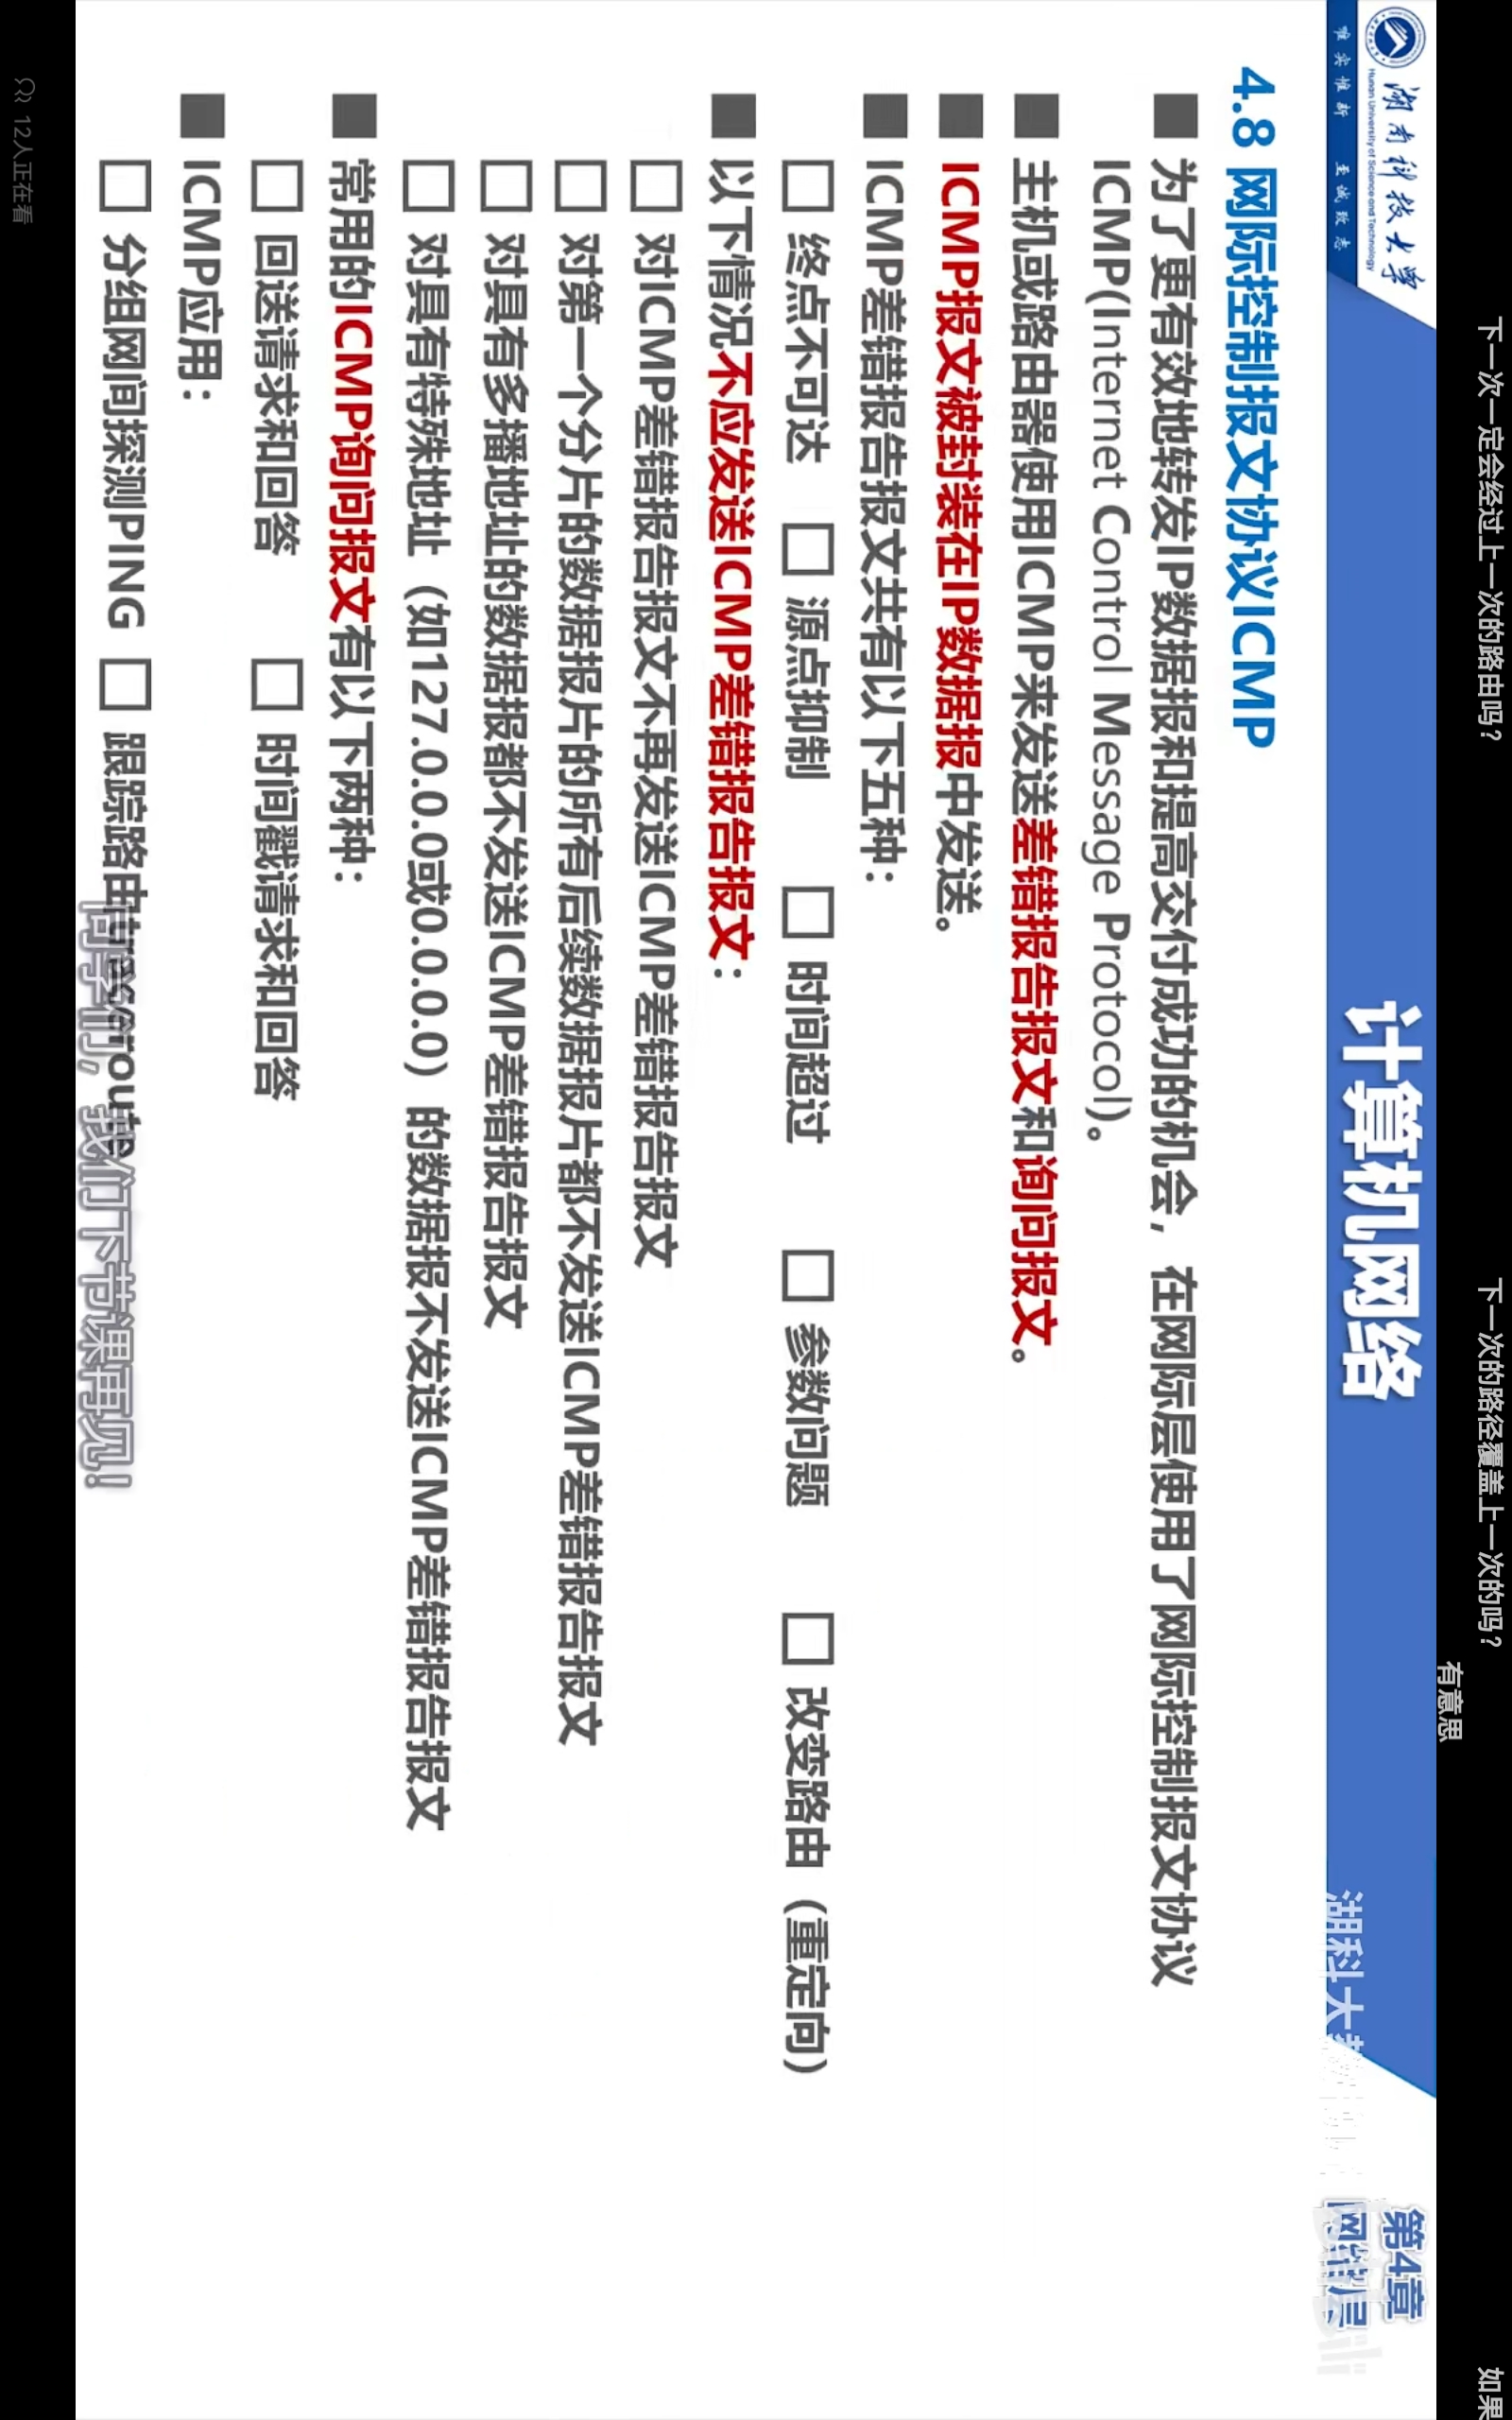 下一次一定会经过上一次的路由吗？
下一次的路径覆盖上一次的吗？
如果
有意思
湖南科技大学
Hunan University of Science and Technology
唯实惟新 至诚致志
计算机网络
第4章
网络层
湖科大教
4.8 网际控制报文协议ICMP
■ 为了更有效地转发IP数据报和提高交付成功的机会，在网际层使用了网际控制报文协议
ICMP(Internet Control Message Protocol)。
■ 主机或路由器使用ICMP来发送差错报告报文和询问报文。
■ ICMP报文被封装在IP数据报中发送。
■ ICMP差错报告报文共有以下五种：
□ 终点不可达 □ 源点抑制 □ 时间超过 □ 参数问题 □ 改变路由（重定向）
■ 以下情况不应发送ICMP差错报告报文：
□ 对ICMP差错报告报文不再发送ICMP差错报告报文
□ 对第一个分片的数据报片的所有后续数据报片都不发送ICMP差错报告报文
□ 对具有多播地址的数据报都不发送ICMP差错报告报文
□ 对具有特殊地址（如127.0.0.0或0.0.0.0）的数据报不发送ICMP差错报告报文
■ 常用的ICMP询问报文有以下两种：
□ 回送请求和回答 □ 时间戳请求和回答
■ ICMP应用：
□ 分组网间探测PING □ 跟踪路由traceroute
同学们，我们下节课再见！
12人正在看